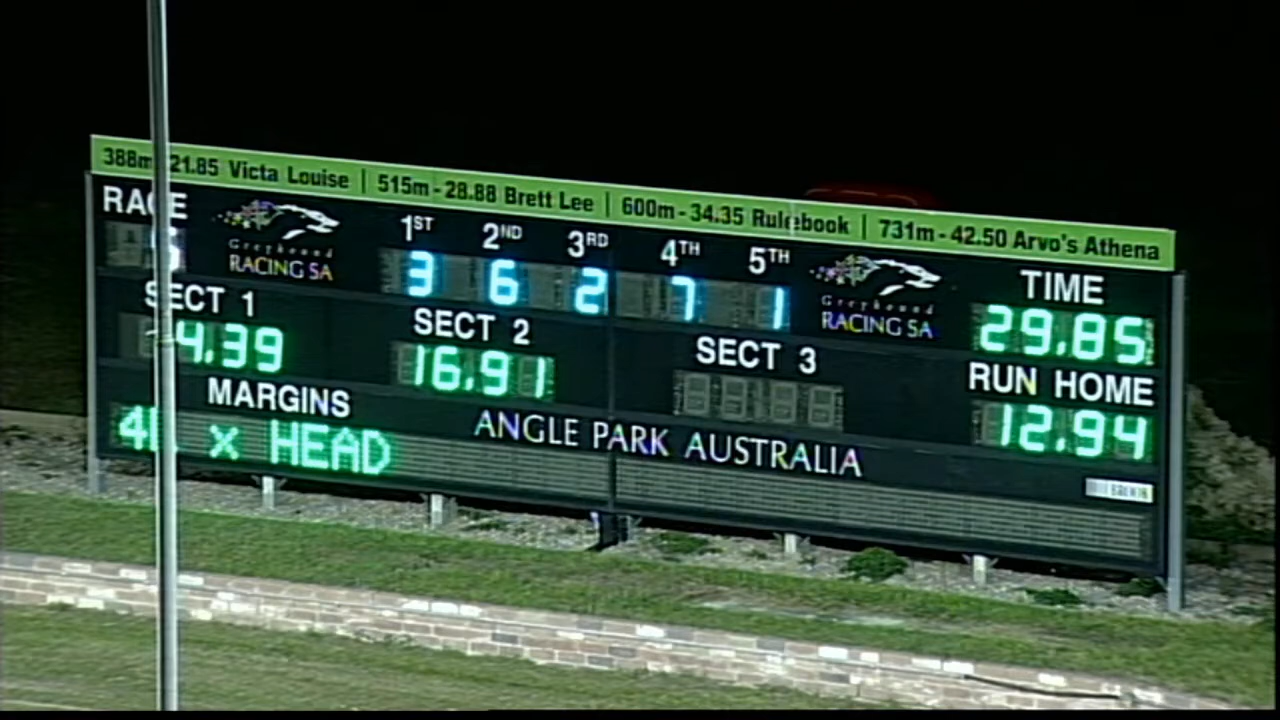 388m 21.85 Victa Louise | 515m - 28.88 Brett Lee | 600m - 34.35 Rulebook | 731m - 42.50 Arvo's Athena
RACE
Greyhound
RACING SA
1ST 2ND 3RD 4TH 5TH
3 6 2 7 1
Greyhound
RACING SA
TIME
29.85
SECT 1
4.39
SECT 2
16.91
SECT 3
RUN HOME
12.94
MARGINS
x HEAD
ANGLE PARK AUSTRALIA